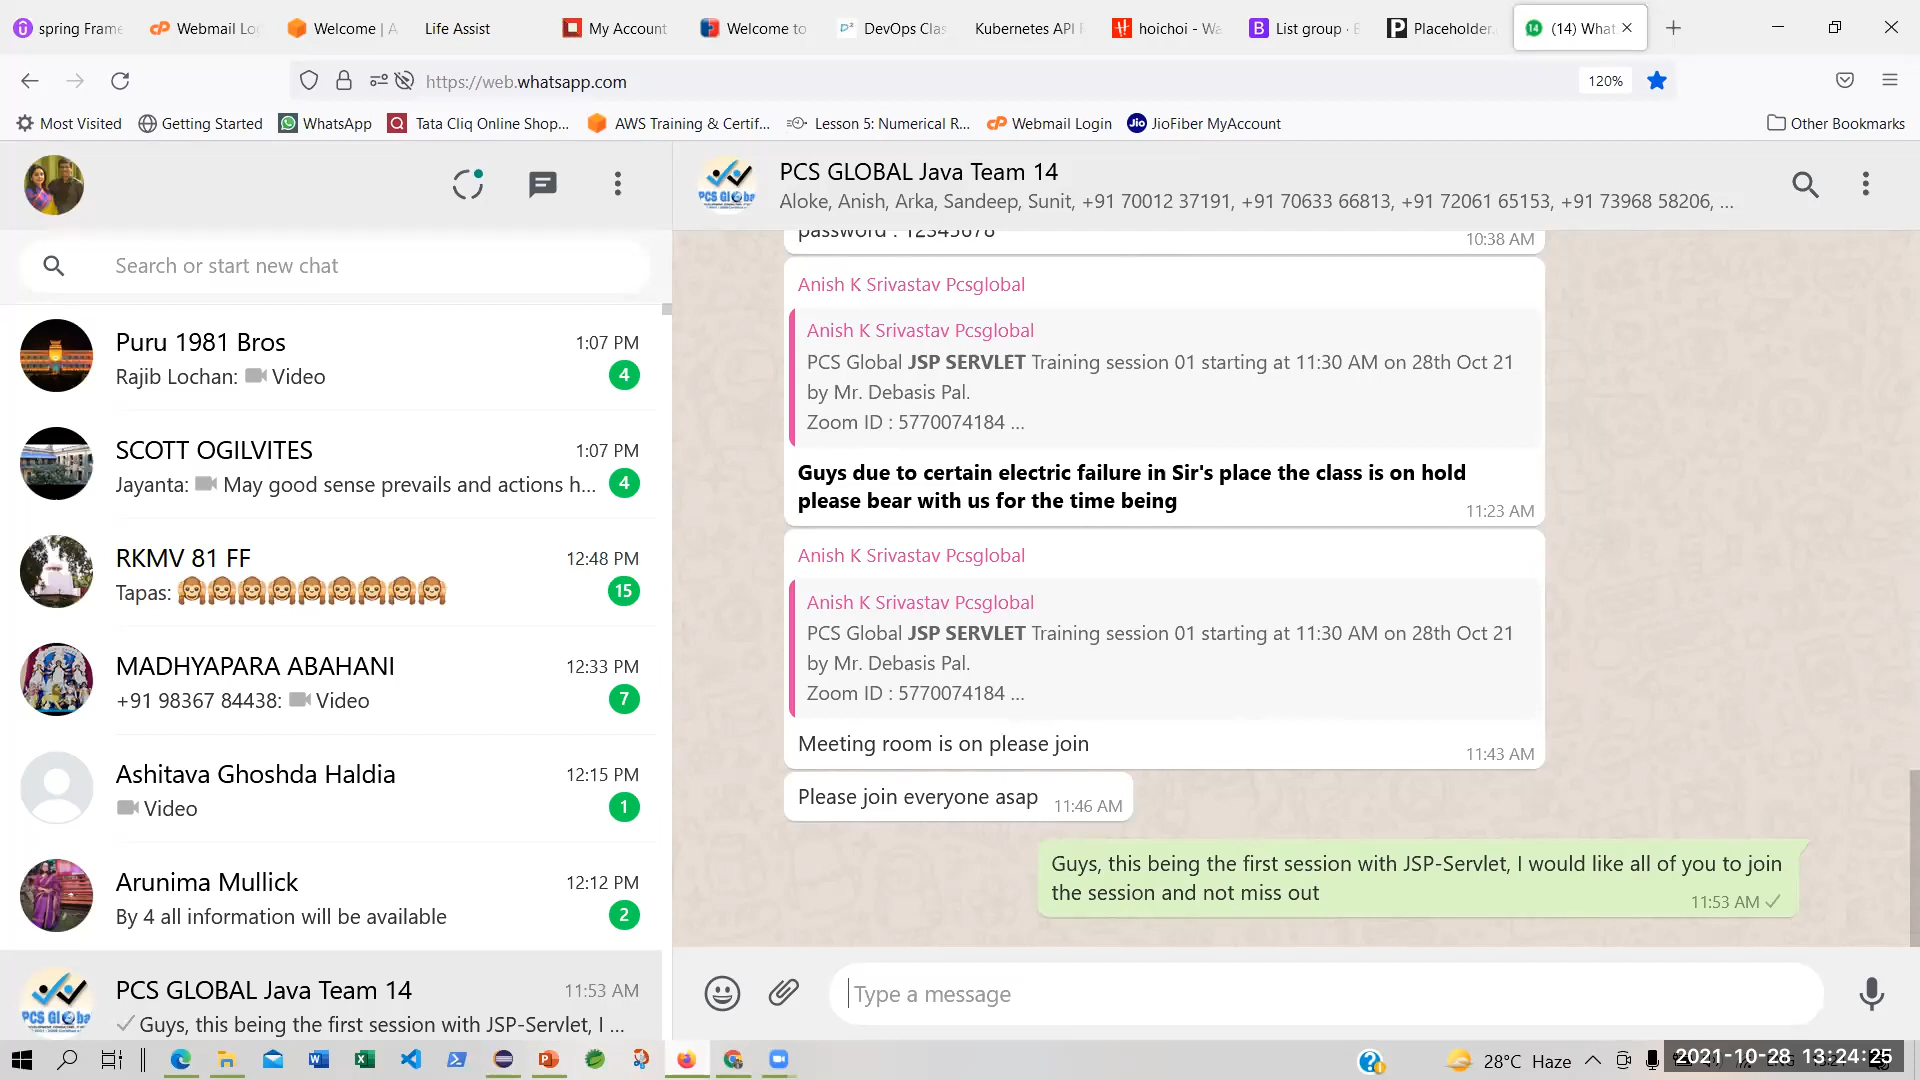 spring Frame
Webmail Lo
Welcome | A
Life Assist
My Account
Welcome to
DevOps Clas
Kubernetes API
hoichoi - Wa
List group ·
Placeholder.
(14) What
https://web.whatsapp.com
120%
Most Visited
Getting Started
WhatsApp
Tata Cliq Online Shop...
AWS Training & Certif...
Lesson 5: Numerical R...
Webmail Login
JioFiber MyAccount
Other Bookmarks
Search or start new chat
Puru 1981 Bros 1:07 PM
Rajib Lochan: Video 4
SCOTT OGILVITES 1:07 PM
Jayanta: May good sense prevails and actions h... 4
RKMV 81 FF 12:48 PM
Tapas: 🙉🙉🙉🙉🙉🙉🙉🙉🙉 15
MADHYAPARA ABAHANI 12:33 PM
+91 98367 84438: Video 7
Ashitava Ghoshda Haldia 12:15 PM
Video 1
Arunima Mullick 12:12 PM
By 4 all information will be available 2
PCS GLOBAL Java Team 14 11:53 AM
Guys, this being the first session with JSP-Servlet, I ...
PCS GLOBAL Java Team 14
Aloke, Anish, Arka, Sandeep, Sunit, +91 70012 37191, +91 70633 66813, +91 72061 65153, +91 73968 58206, ...
password : 12345678
10:38 AM
Anish K Srivastav Pcsglobal
Anish K Srivastav Pcsglobal
PCS Global JSP SERVLET Training session 01 starting at 11:30 AM on 28th Oct 21
by Mr. Debasis Pal.
Zoom ID : 5770074184 ...
Guys due to certain electric failure in Sir's place the class is on hold
please bear with us for the time being
11:23 AM
Anish K Srivastav Pcsglobal
Anish K Srivastav Pcsglobal
PCS Global JSP SERVLET Training session 01 starting at 11:30 AM on 28th Oct 21
by Mr. Debasis Pal.
Zoom ID : 5770074184 ...
Meeting room is on please join
11:43 AM
Please join everyone asap 11:46 AM
Guys, this being the first session with JSP-Servlet, I would like all of you to join
the session and not miss out
11:53 AM
Type a message
28°C Haze
2021-10-28 13:24:25